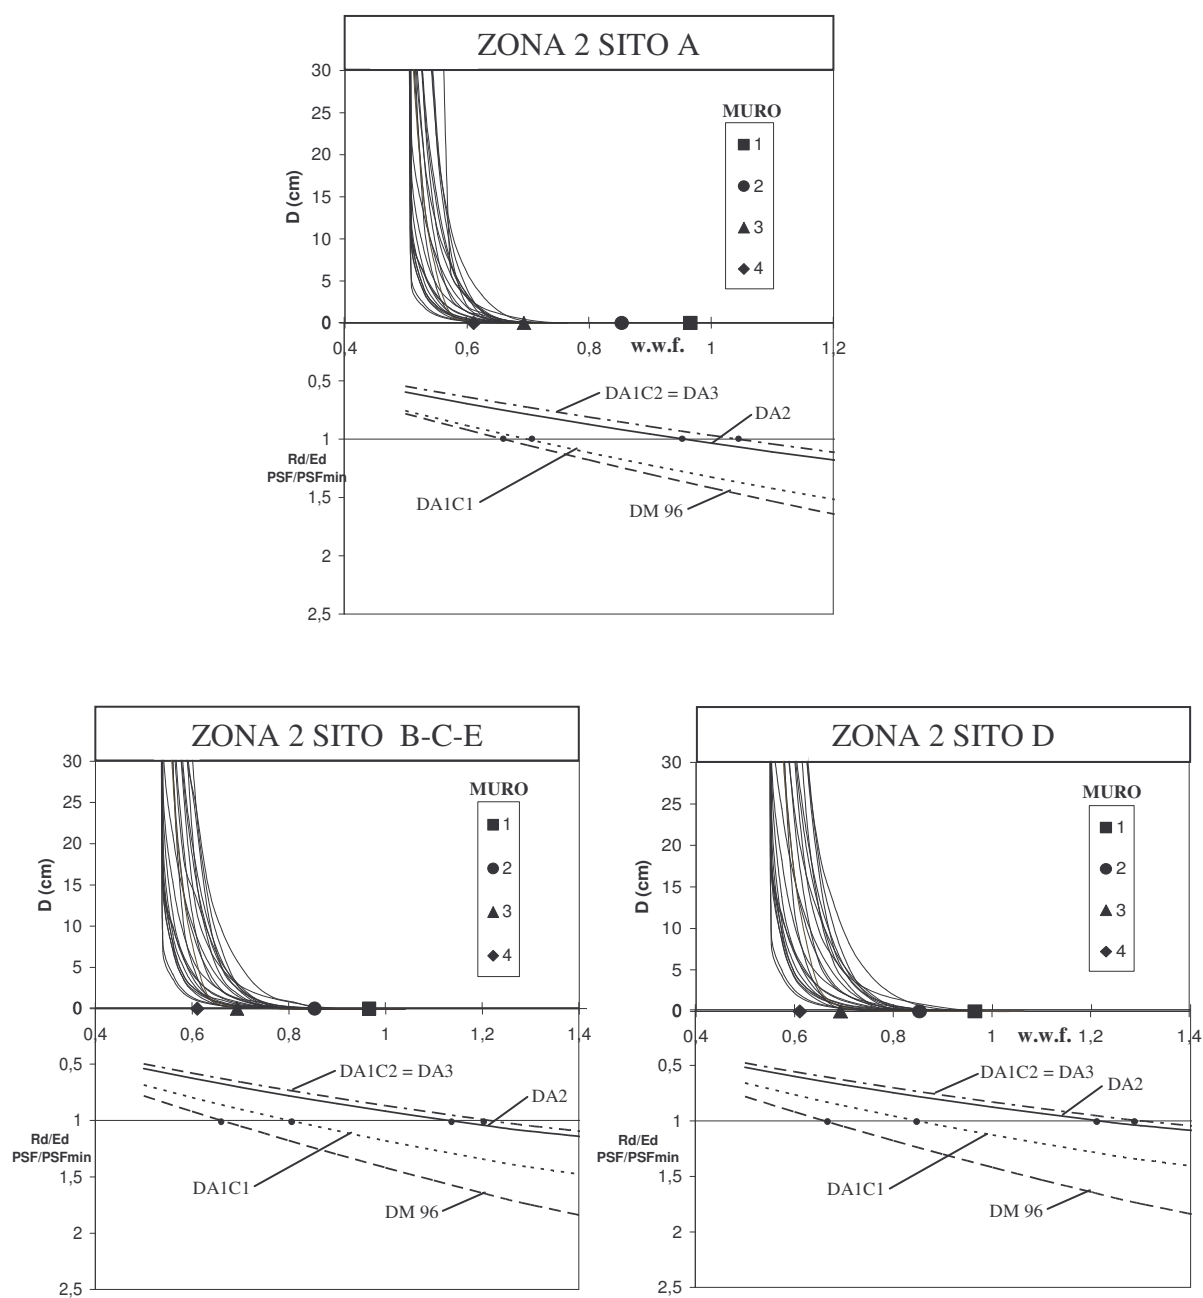 ZONA 2 SITO A
30
25
20
15
10
5
0
D (cm)
MURO
1
2
3
4
0,4
0,6
0,8
w.w.f.
1
1,2
0,5
1
1,5
2
2,5
Rd/Ed
PSF/PSFmin
DA1C2 = DA3
DA2
DA1C1
DM 96
ZONA 2 SITO B-C-E
30
25
20
15
10
5
0
D (cm)
MURO
1
2
3
4
0,4
0,6
0,8
1
1,2
1,4
0,5
1
1,5
2
2,5
Rd/Ed
PSF/PSFmin
DA1C2 = DA3
DA2
DA1C1
DM 96
ZONA 2 SITO D
30
25
20
15
10
5
0
D (cm)
MURO
1
2
3
4
0,4
0,6
0,8
1
w.w.f.
1,2
1,4
0,5
1
1,5
2
2,5
Rd/Ed
PSF/PSFmin
DA1C2 = DA3
DA2
DA1C1
DM 96